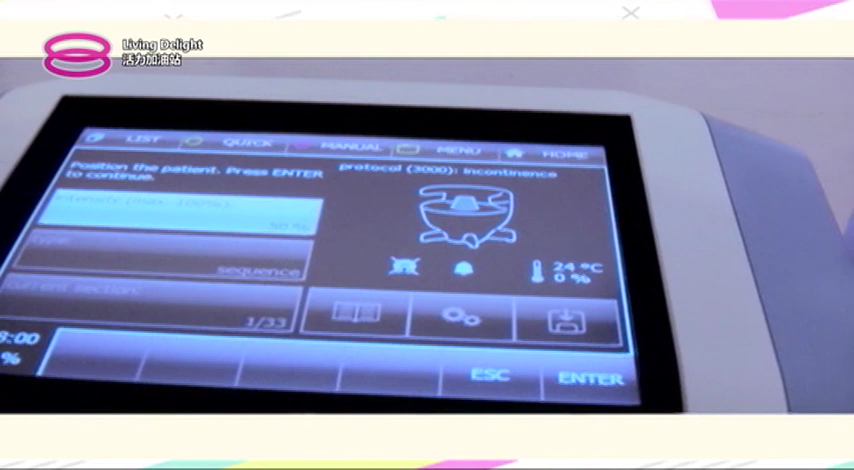 Living Delight
活力加油站
LIST
QUICK
MANUAL
MENU
HOME
Position the patient. Press ENTER
to continue.
protocol (3000): Incontinence
intensity (max. 100%)
50 %
type
sequence
current section:
1/33
24 °C
0 %
8:00
%
ESC
ENTER